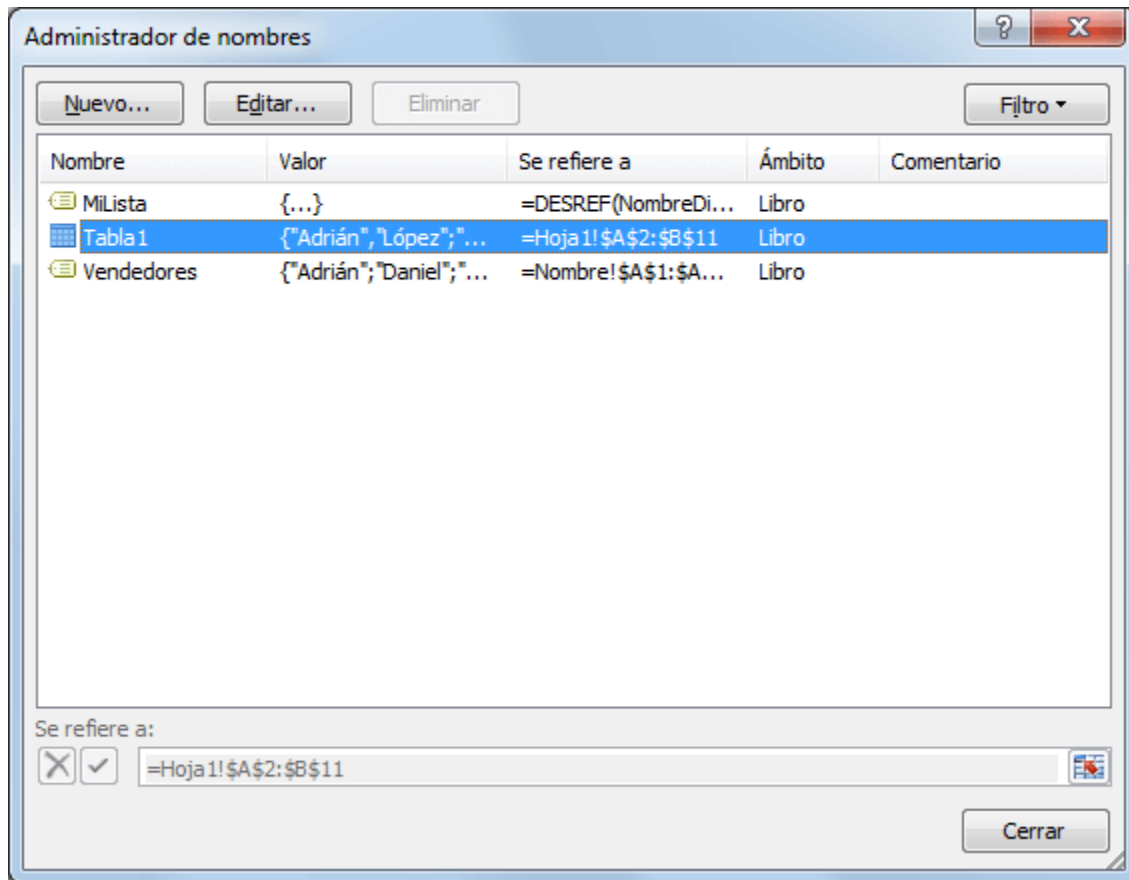 Administrador de nombres
Nuevo... Editar... Eliminar Filtro
Nombre Valor Se refiere a Ámbito Comentario
MiLista {...} =DESREF(NombreDi... Libro
Tabla1 {"Adrián","López";"... =Hoja1!$A$2:$B$11 Libro
Vendedores {"Adrián";"Daniel";"... =Nombre!$A$1:$A... Libro
Se refiere a:
=Hoja1!$A$2:$B$11
Cerrar